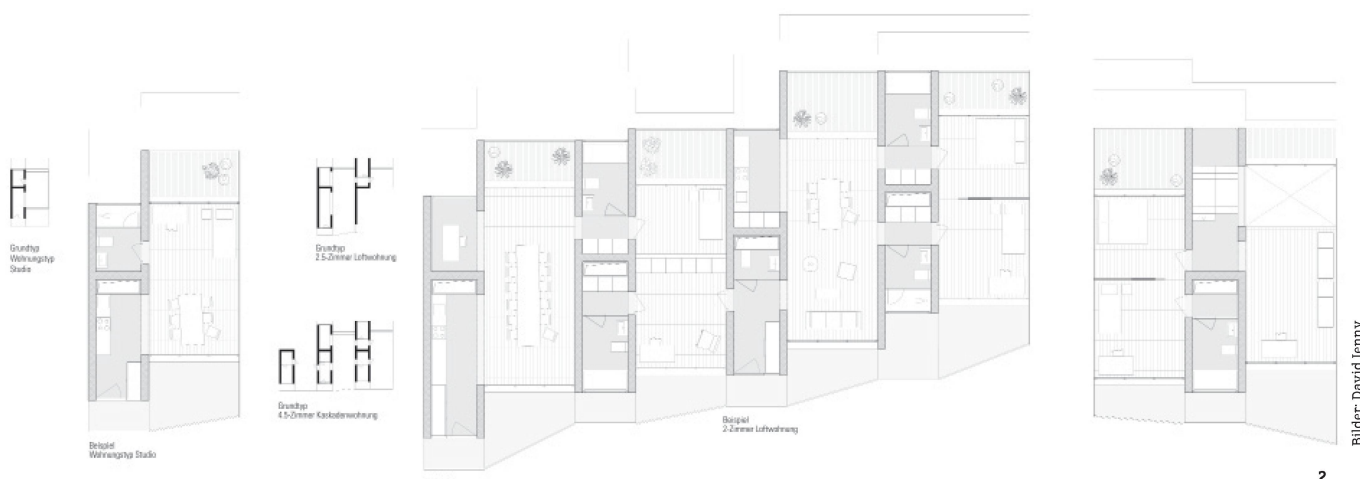 Grundtyp
Wohnungstyp
Studio
Beispiel
Wohnungstyp Studio
Grundtyp
2.5-Zimmer Loftwohnung
Grundtyp
4.5-Zimmer Kaskadenwohnung
Beispiel
2-Zimmer Loftwohnung
Bilder: David Jenny
2